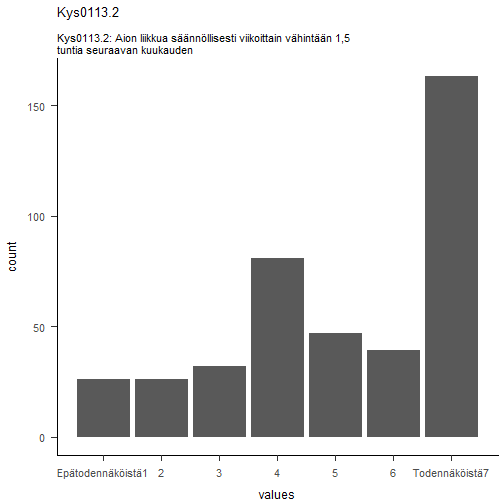 Kys0113.2
Kys0113.2: Aion liikkua säännöllisesti viikoittain vähintään 1,5
tuntia seuraavan kuukauden
count
150
100
50
0
Epätodennäköistä1 2 3 4 5 6 Todennäköistä7
values